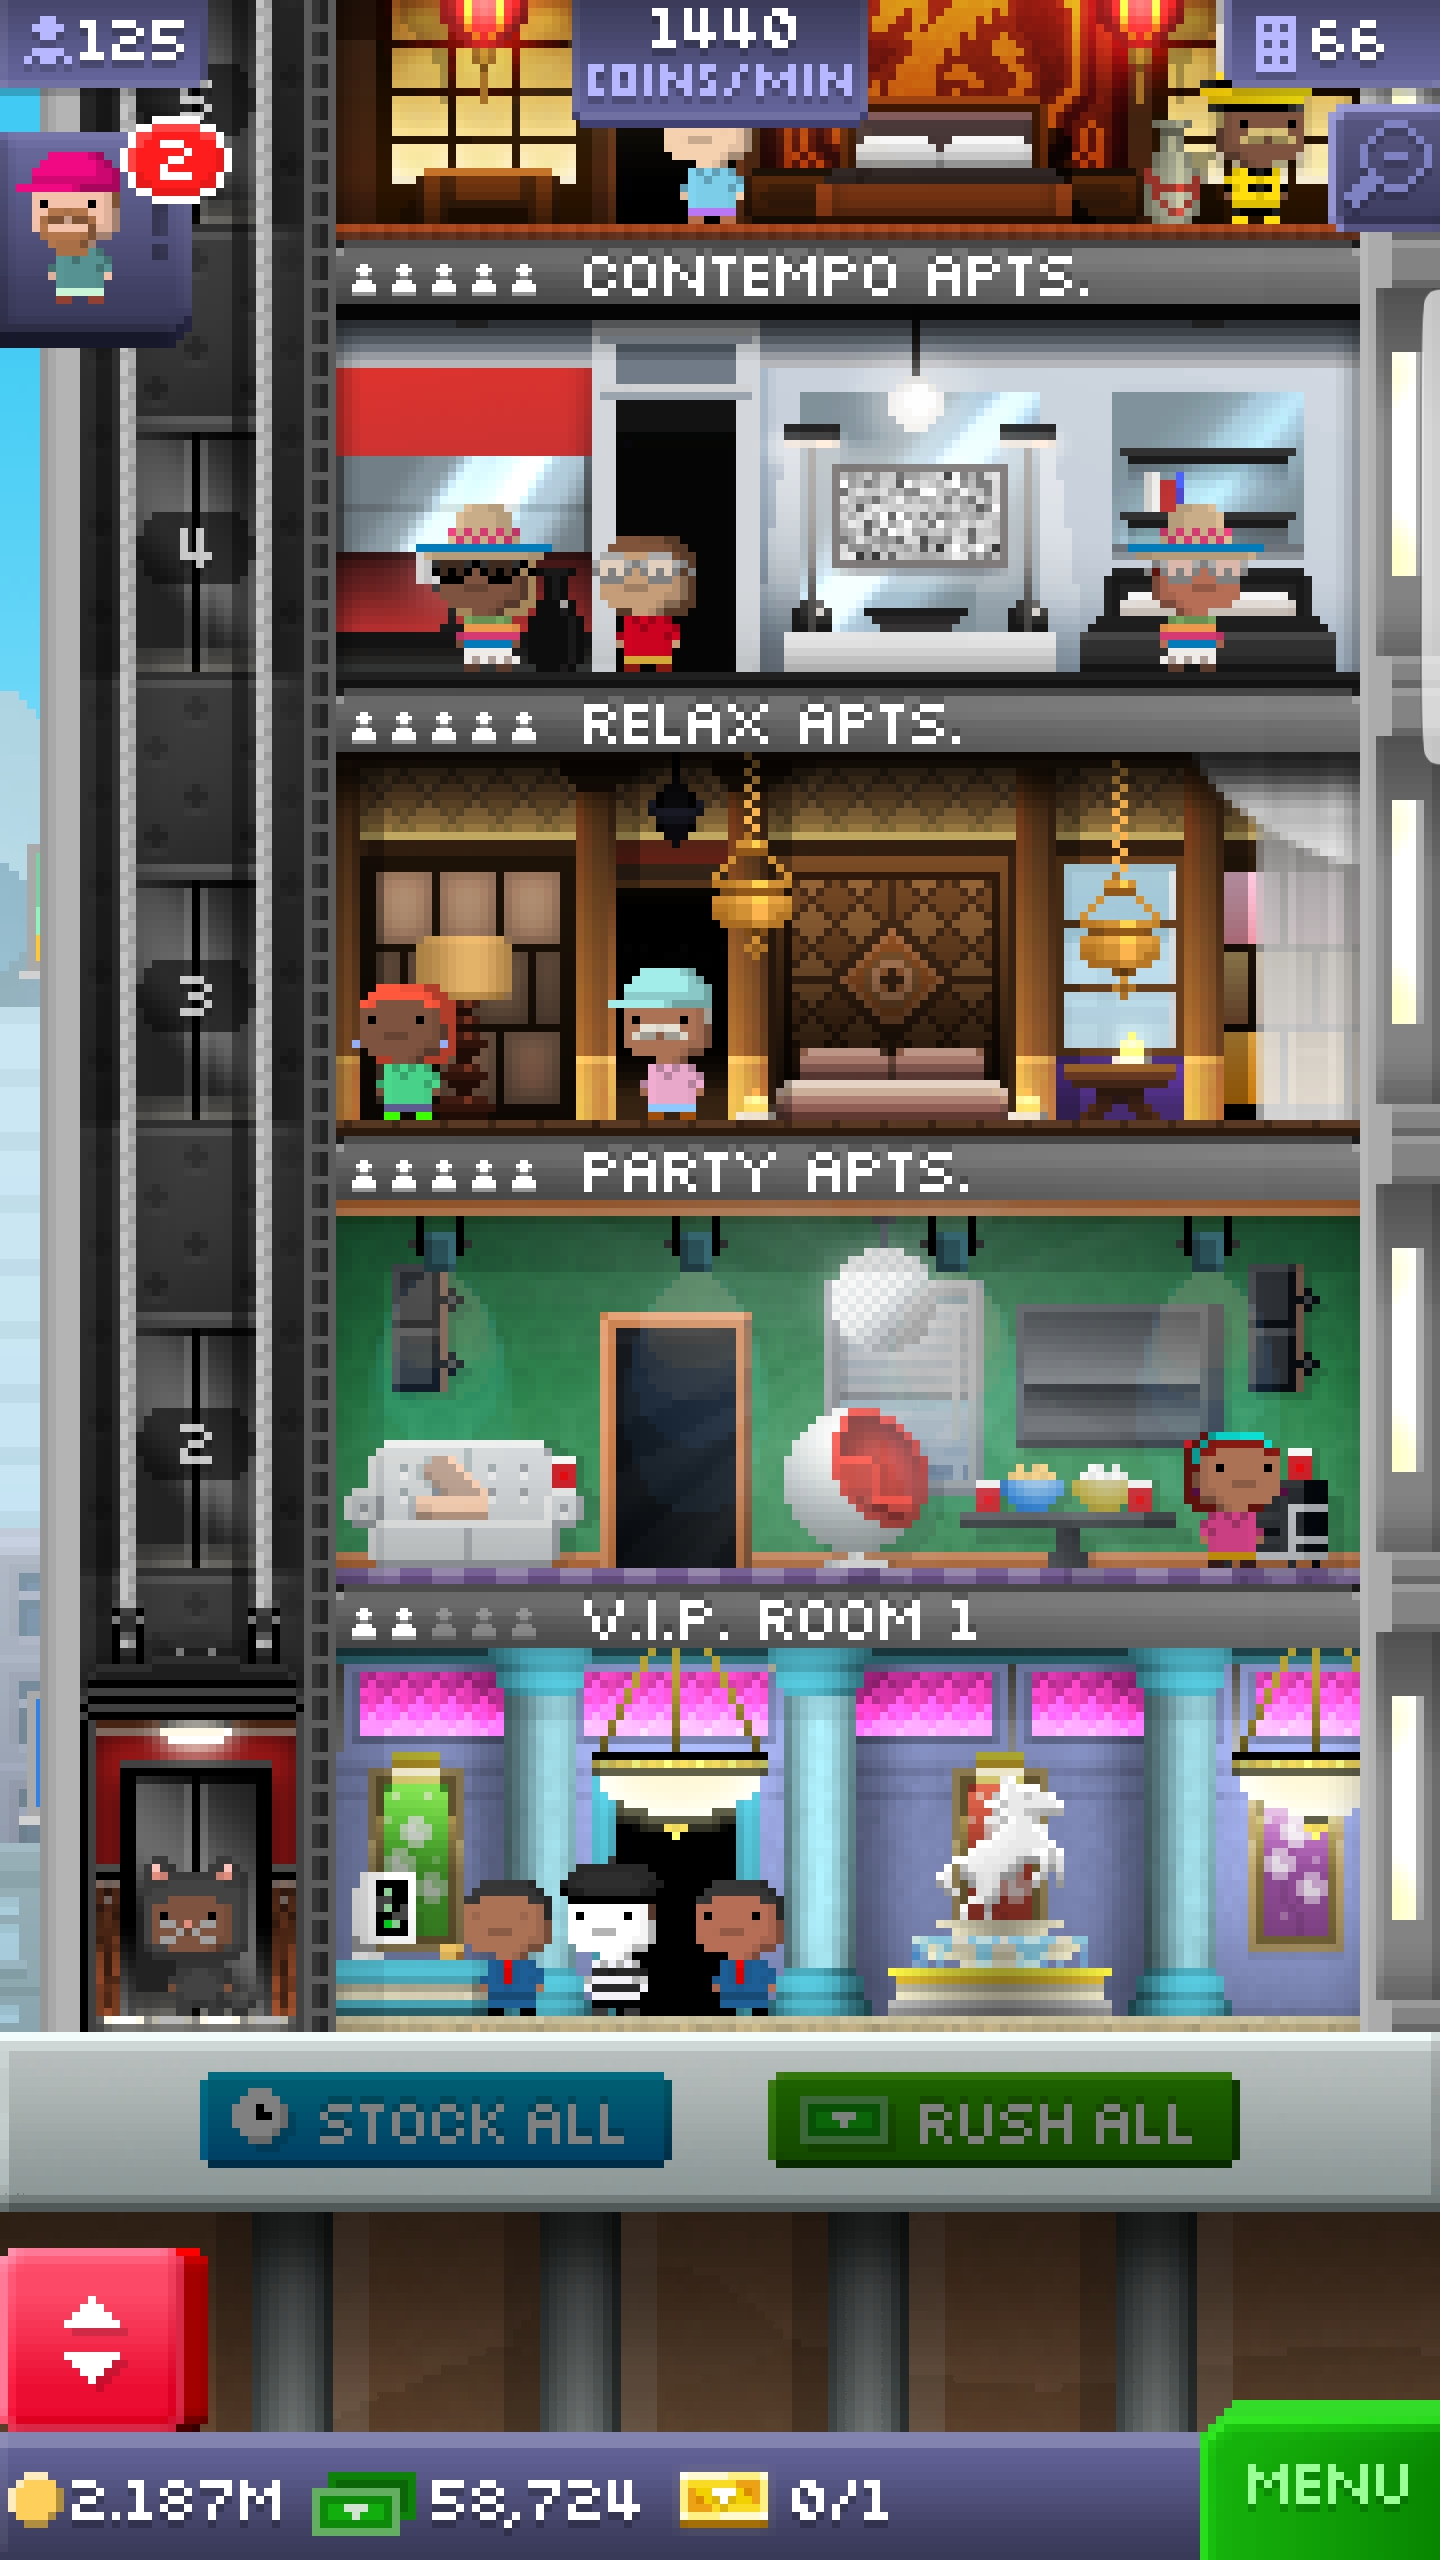 125
1440
COINS/MIN
66
5
2
CONTEMPO APTS.
4
RELAX APTS.
3
PARTY APTS.
2
V.I.P. ROOM 1
STOCK ALL
RUSH ALL
2.187M
58,724
0/1
MENU